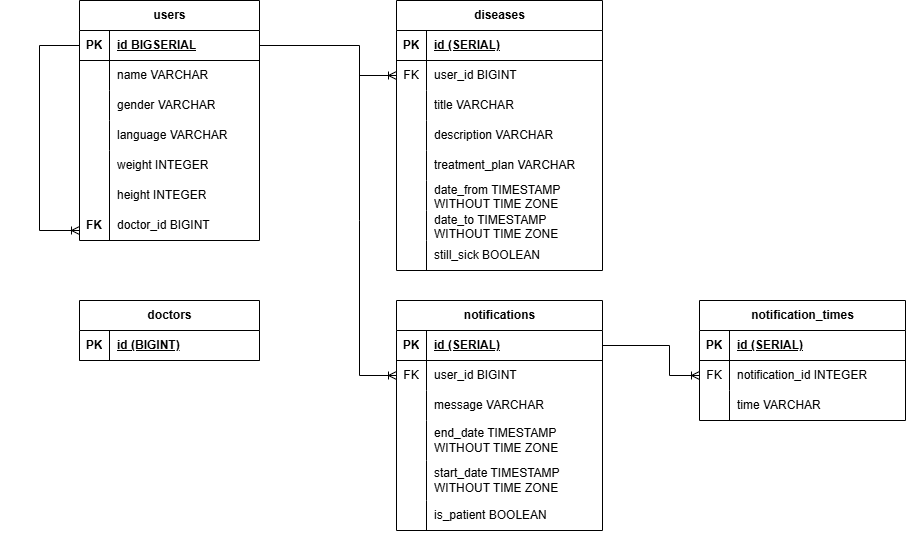 users
PK id BIGSERIAL
name VARCHAR
gender VARCHAR
language VARCHAR
weight INTEGER
height INTEGER
FK doctor_id BIGINT
diseases
PK id (SERIAL)
FK user_id BIGINT
title VARCHAR
description VARCHAR
treatment_plan VARCHAR
date_from TIMESTAMP
WITHOUT TIME ZONE
date_to TIMESTAMP
WITHOUT TIME ZONE
still_sick BOOLEAN
doctors
PK id (BIGINT)
notifications
PK id (SERIAL)
FK user_id BIGINT
message VARCHAR
end_date TIMESTAMP
WITHOUT TIME ZONE
start_date TIMESTAMP
WITHOUT TIME ZONE
is_patient BOOLEAN
notification_times
PK id (SERIAL)
FK notification_id INTEGER
time VARCHAR